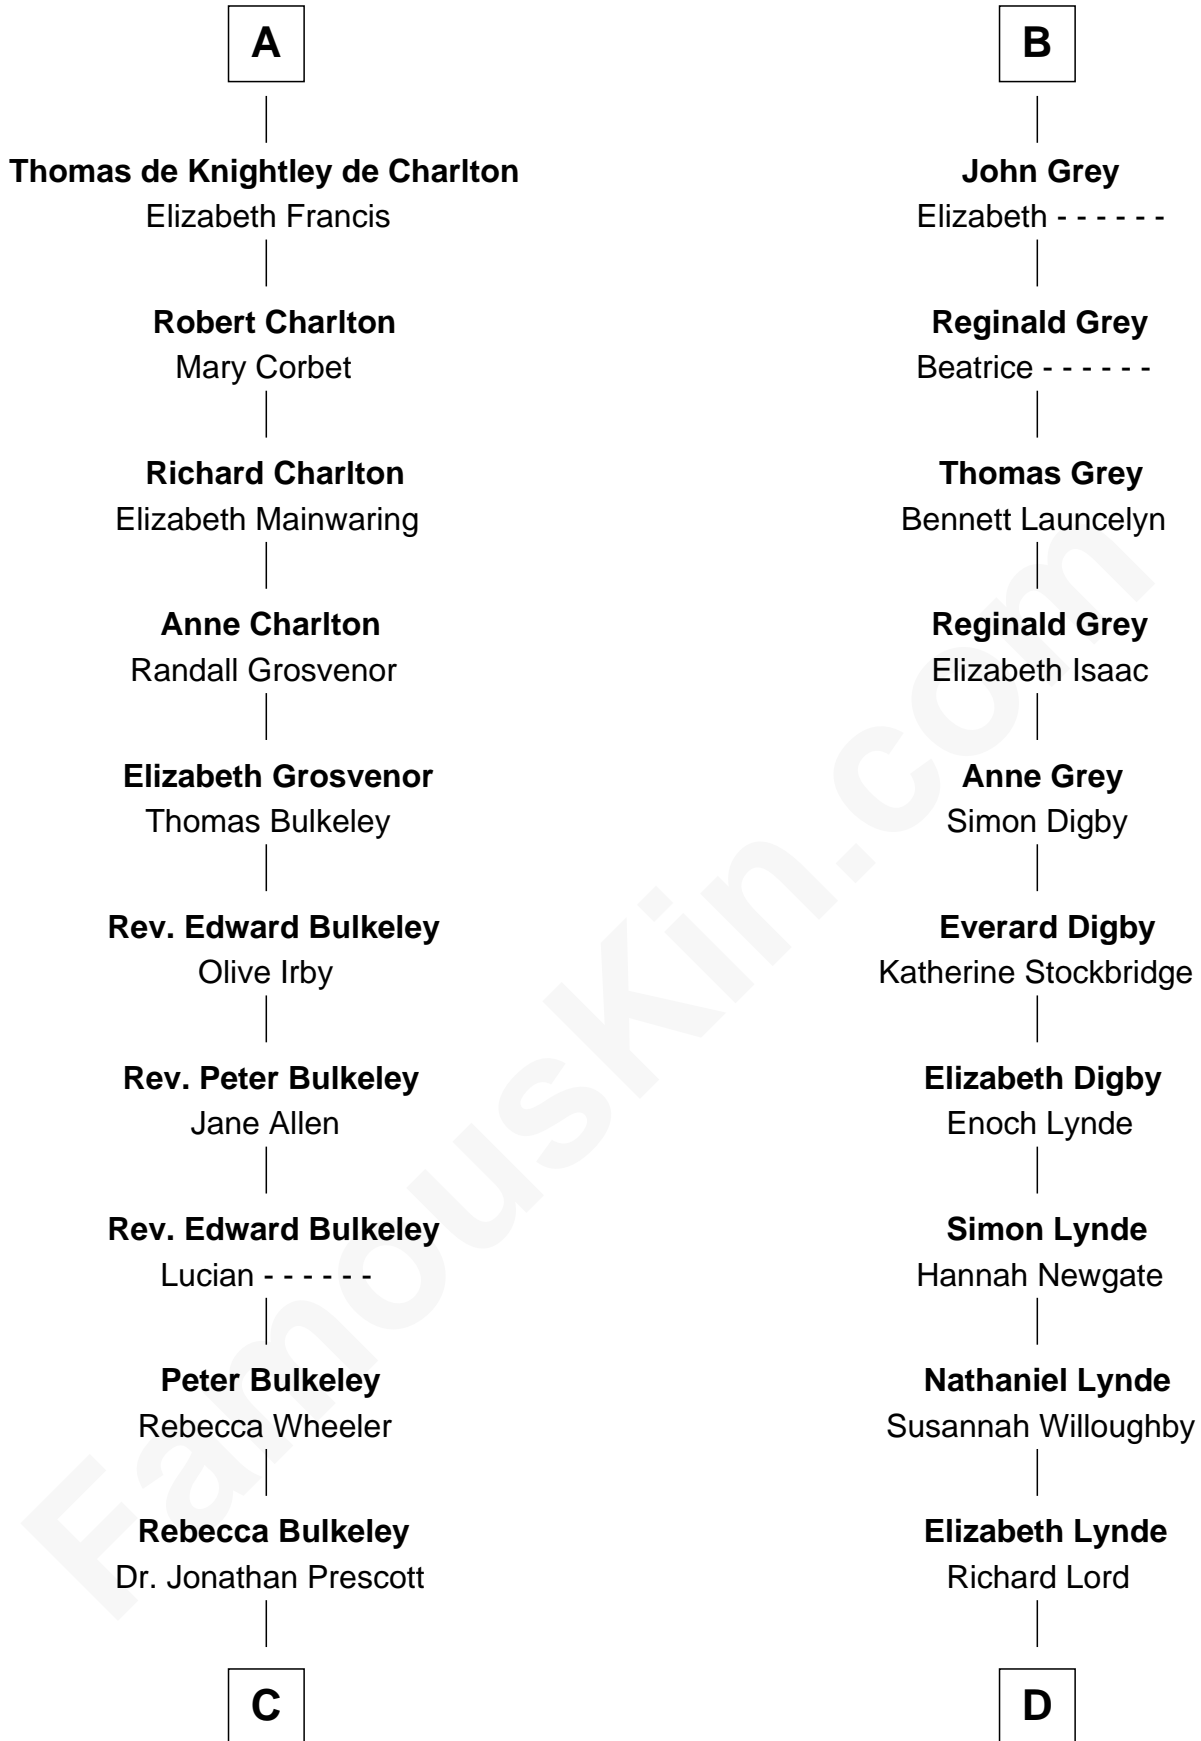 A
Thomas de Knightley de Charlton
Elizabeth Francis
Robert Charlton
Mary Corbet
Richard Charlton
Elizabeth Mainwaring
Anne Charlton
Randall Grosvenor
Elizabeth Grosvenor
Thomas Bulkeley
Rev. Edward Bulkeley
Olive Irby
Rev. Peter Bulkeley
Jane Allen
Rev. Edward Bulkeley
Lucian - - - - - -
Peter Bulkeley
Rebecca Wheeler
Rebecca Bulkeley
Dr. Jonathan Prescott
C
B
John Grey
Elizabeth - - - - - -
Reginald Grey
Beatrice - - - - - -
Thomas Grey
Bennett Launcelyn
Reginald Grey
Elizabeth Isaac
Anne Grey
Simon Digby
Everard Digby
Katherine Stockbridge
Elizabeth Digby
Enoch Lynde
Simon Lynde
Hannah Newgate
Nathaniel Lynde
Susannah Willoughby
Elizabeth Lynde
Richard Lord
D
FamousKin.com